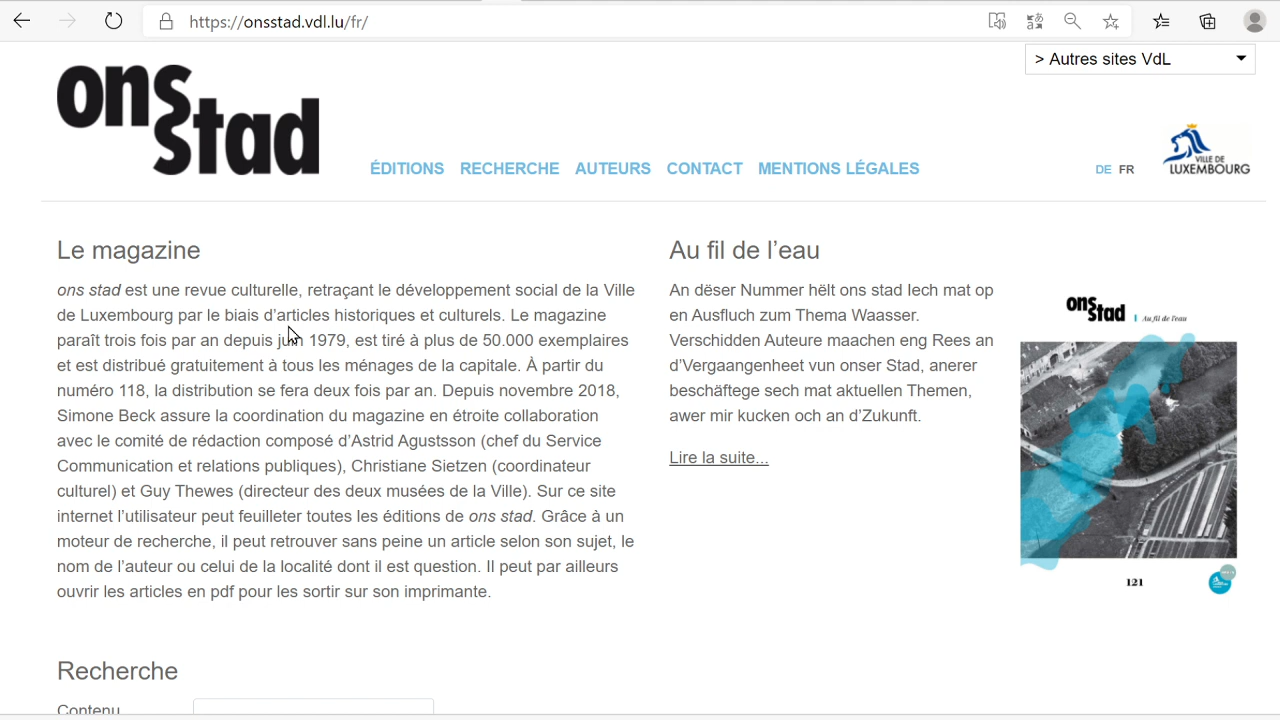 https://onsstad.vdl.lu/fr/
> Autres sites VdL
ons
stad
ÉDITIONS RECHERCHE AUTEURS CONTACT MENTIONS LÉGALES
DE FR
VILLE DE
LUXEMBOURG
Le magazine
ons stad est une revue culturelle, retraçant le développement social de la Ville
de Luxembourg par le biais d’articles historiques et culturels. Le magazine
paraît trois fois par an depuis juin 1979, est tiré à plus de 50.000 exemplaires
et est distribué gratuitement à tous les ménages de la capitale. À partir du
numéro 118, la distribution se fera deux fois par an. Depuis novembre 2018,
Simone Beck assure la coordination du magazine en étroite collaboration
avec le comité de rédaction composé d’Astrid Agustsson (chef du Service
Communication et relations publiques), Christiane Sietzen (coordinateur
culturel) et Guy Thewes (directeur des deux musées de la Ville). Sur ce site
internet l’utilisateur peut feuilleter toutes les éditions de ons stad. Grâce à un
moteur de recherche, il peut retrouver sans peine un article selon son sujet, le
nom de l’auteur ou celui de la localité dont il est question. Il peut par ailleurs
ouvrir les articles en pdf pour les sortir sur son imprimante.
Au fil de l’eau
An dëser Nummer hëlt ons stad Iech mat op
en Ausfluch zum Thema Waasser.
Verschidden Auteure maachen eng Rees an
d’Vergaangenheet vun onser Stad, anerer
beschäftege sech mat aktuellen Themen,
awer mir kucken och an d’Zukunft.
Lire la suite...
ons
stad
Au fil de l'eau
121
Recherche
Contenu